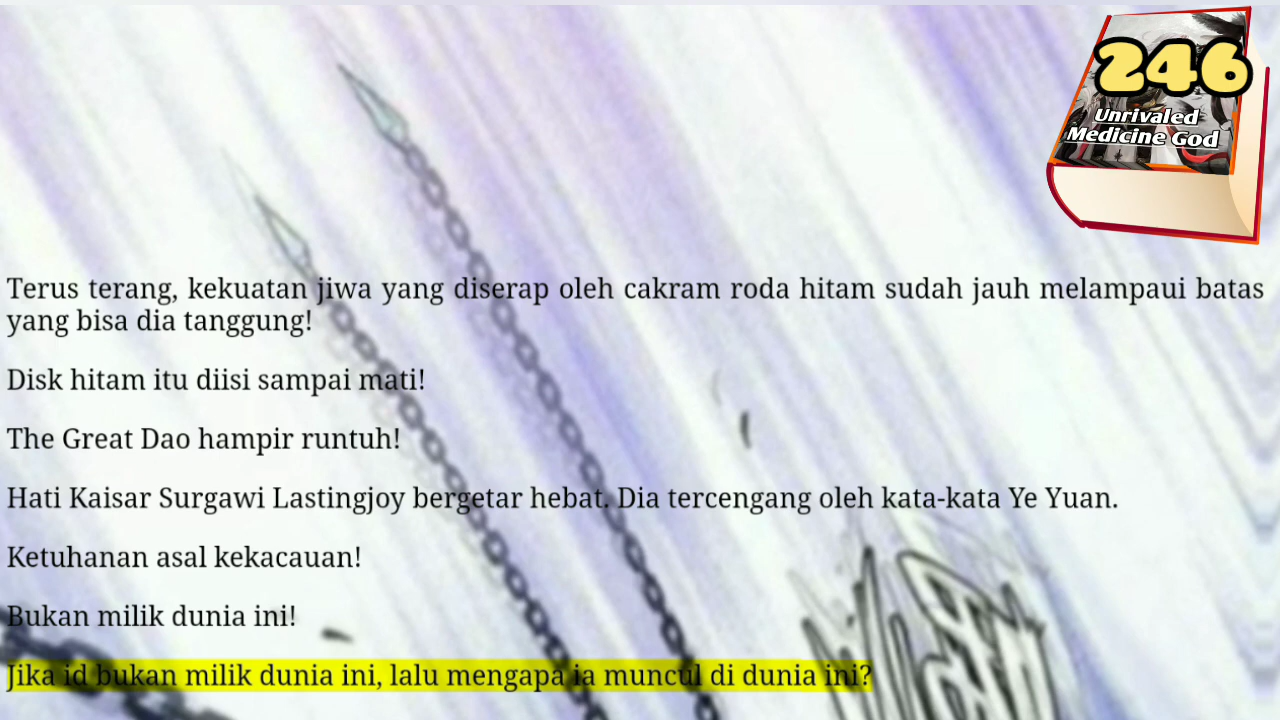 246
Unrivaled
Medicine God
Terus terang, kekuatan jiwa yang diserap oleh cakram roda hitam sudah jauh melampaui batas
yang bisa dia tanggung!
Disk hitam itu diisi sampai mati!
The Great Dao hampir runtuh!
Hati Kaisar Surgawi Lastingjoy bergetar hebat. Dia tercengang oleh kata-kata Ye Yuan.
Ketuhanan asal kekacauan!
Bukan milik dunia ini!
Jika id bukan milik dunia ini, lalu mengapa ia muncul di dunia ini?